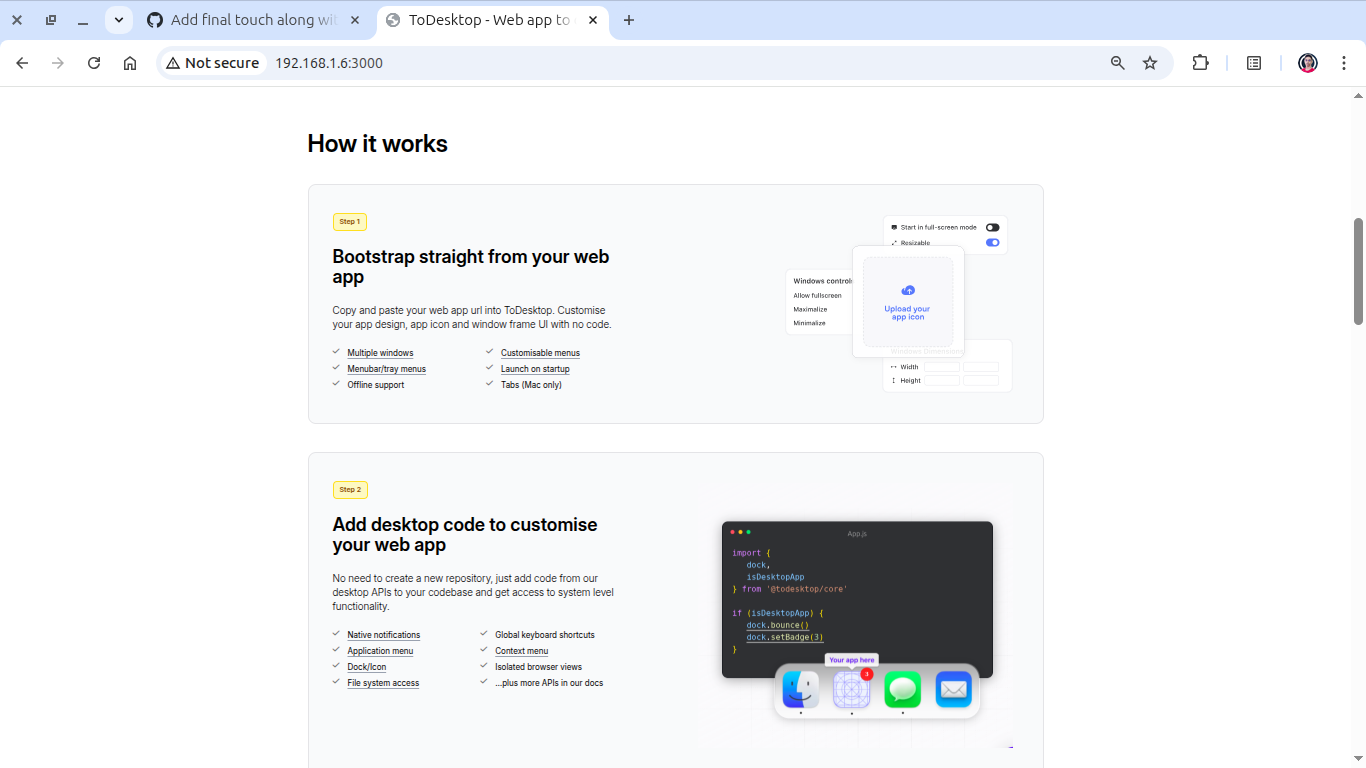 Add final touch along wit
ToDesktop - Web app to
Not secure
192.168.1.6:3000
How it works
Step 1
Bootstrap straight from your web
app
Copy and paste your web app url into ToDesktop. Customise
your app design, app icon and window frame UI with no code.
Multiple windows
Customisable menus
Menubar/tray menus
Launch on startup
Offline support
Tabs (Mac only)
Start in full-screen mode
Resizable
Windows controls
Allow fullscreen
Maximalize
Minimalize
Upload your
app icon
Windows Dimensions
Width
Height
Step 2
Add desktop code to customise
your web app
No need to create a new repository, just add code from our
desktop APIs to your codebase and get access to system level
functionality.
Native notifications
Global keyboard shortcuts
Application menu
Context menu
Dock/Icon
Isolated browser views
File system access
...plus more APIs in our docs
App.js
import {
dock,
isDesktopApp
} from '@todesktop/core'
if (isDesktopApp) {
dock.bounce()
dock.setBadge(3)
}
Your app here
3